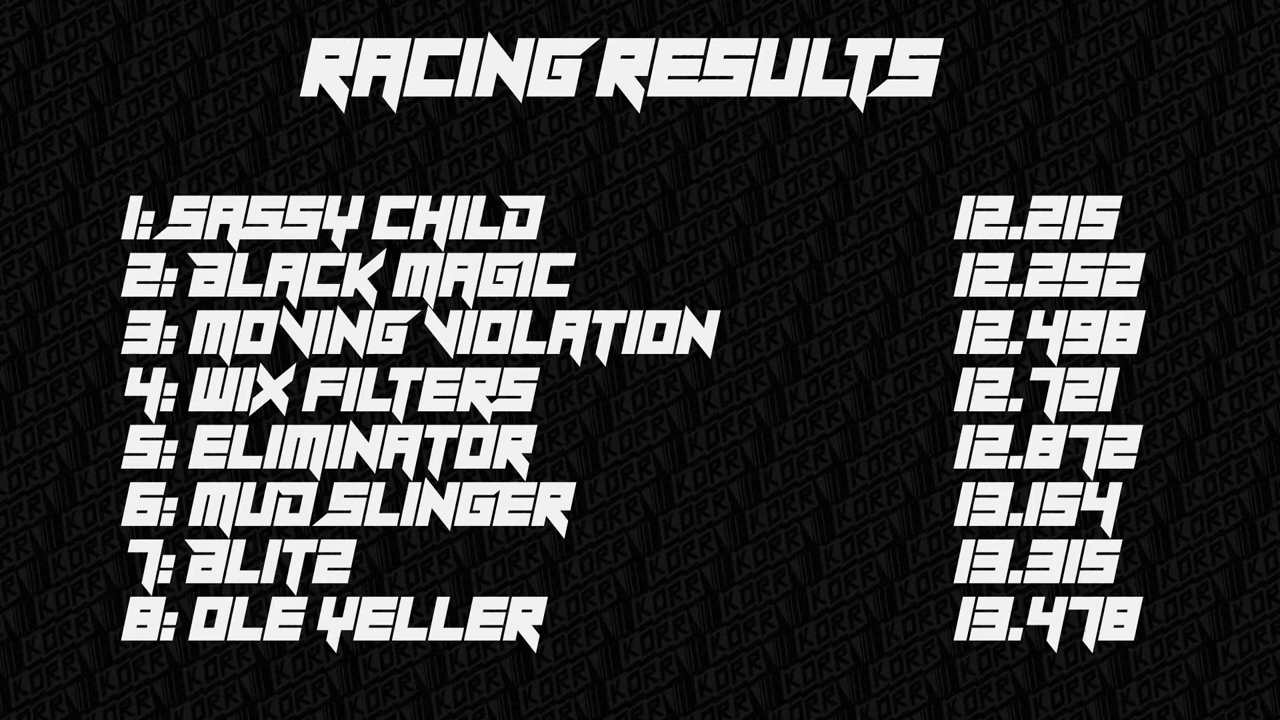 RACING RESULTS
1: SASSY CHILD 12.215
2: BLACK MAGIC 12.252
3: MOVING VIOLATION 12.498
4: WIX FILTERS 12.721
5: ELIMINATOR 12.872
6: MUD SLINGER 13.154
7: BLITZ 13.315
8: OLE YELLER 13.478